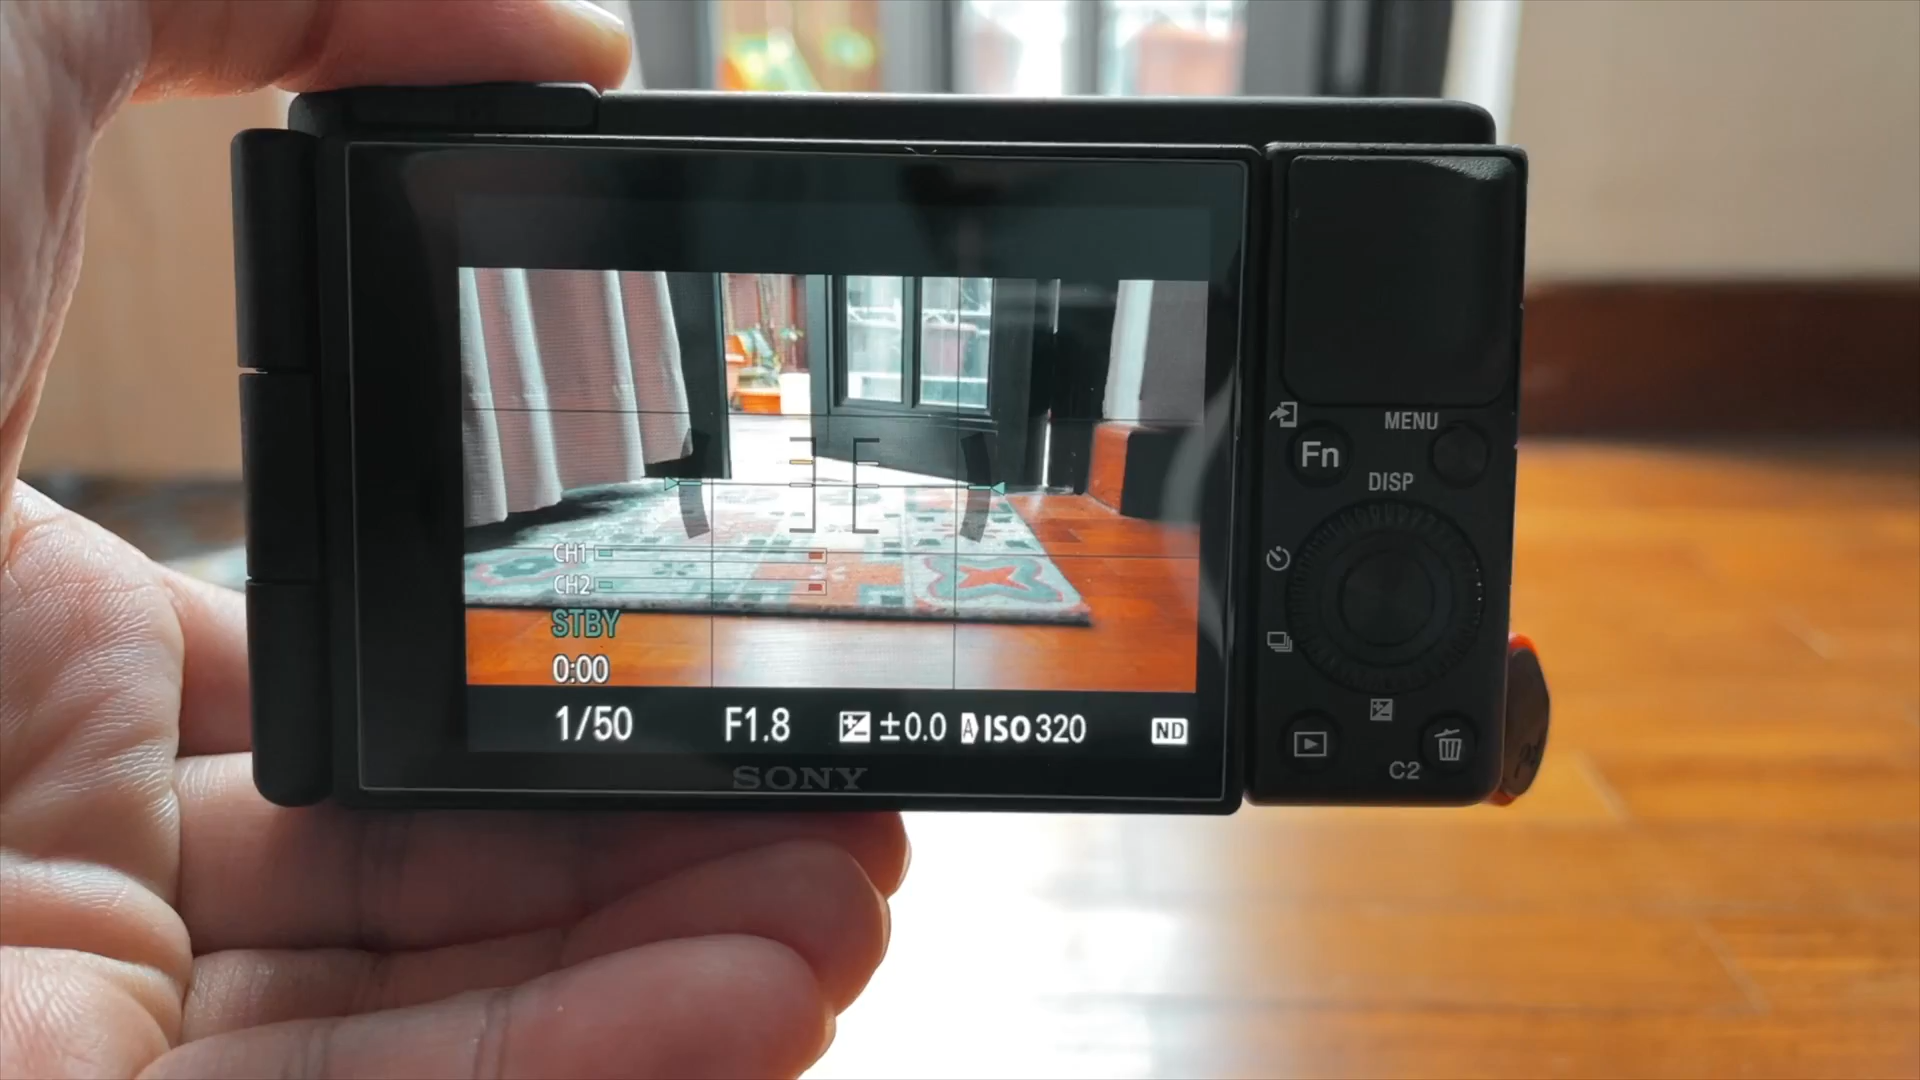 MENU
Fn
DISP
CH1
CH2
STBY
0:00
1/50 F1.8 ±0.0 A ISO 320 ND
SONY
C2